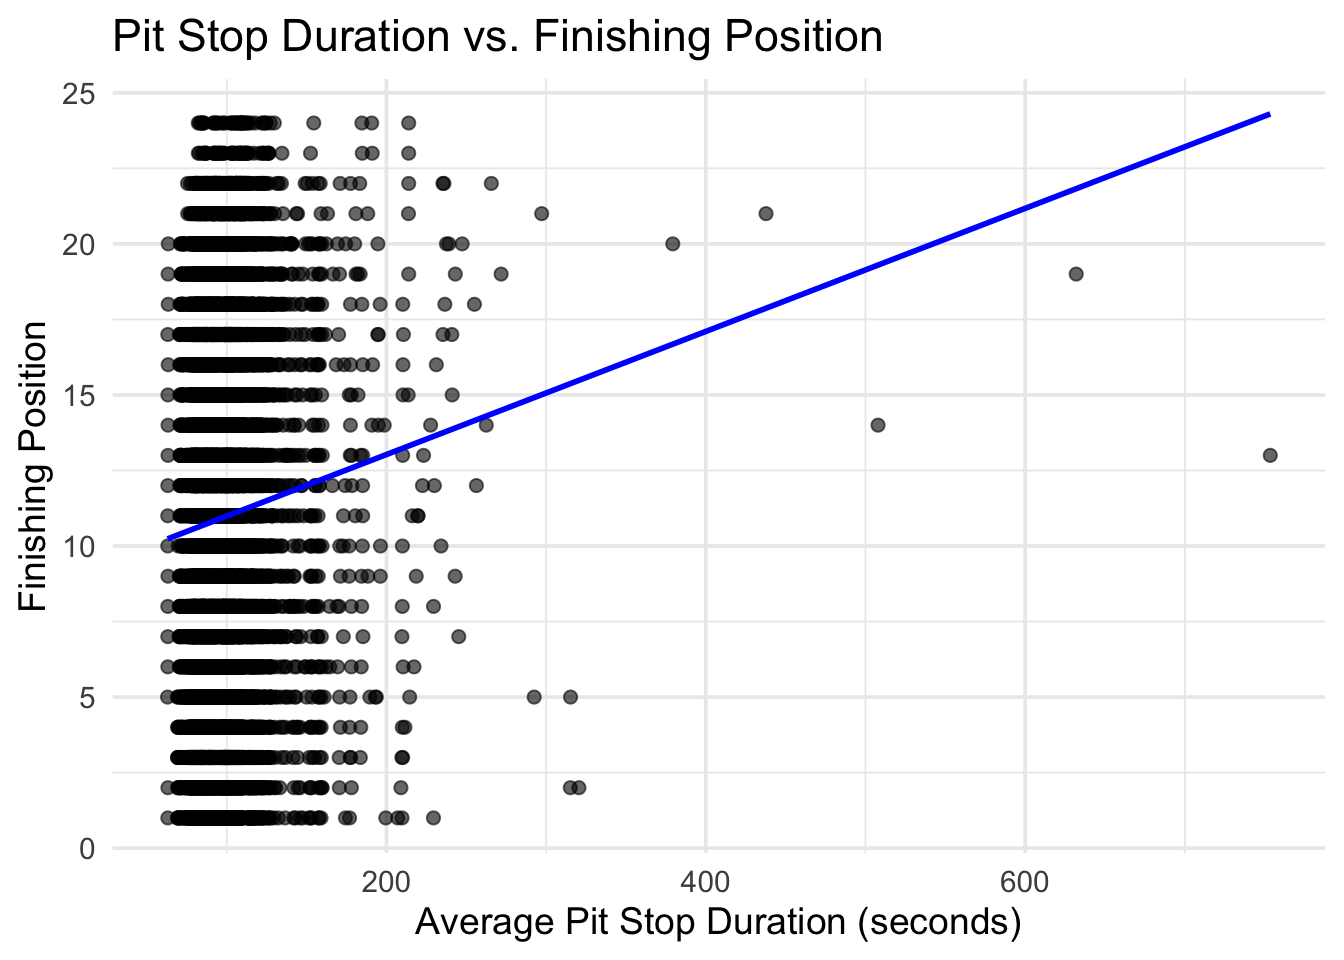 Pit Stop Duration vs. Finishing Position
25
20
15
10
5
0
Finishing Position
200 400 600
Average Pit Stop Duration (seconds)